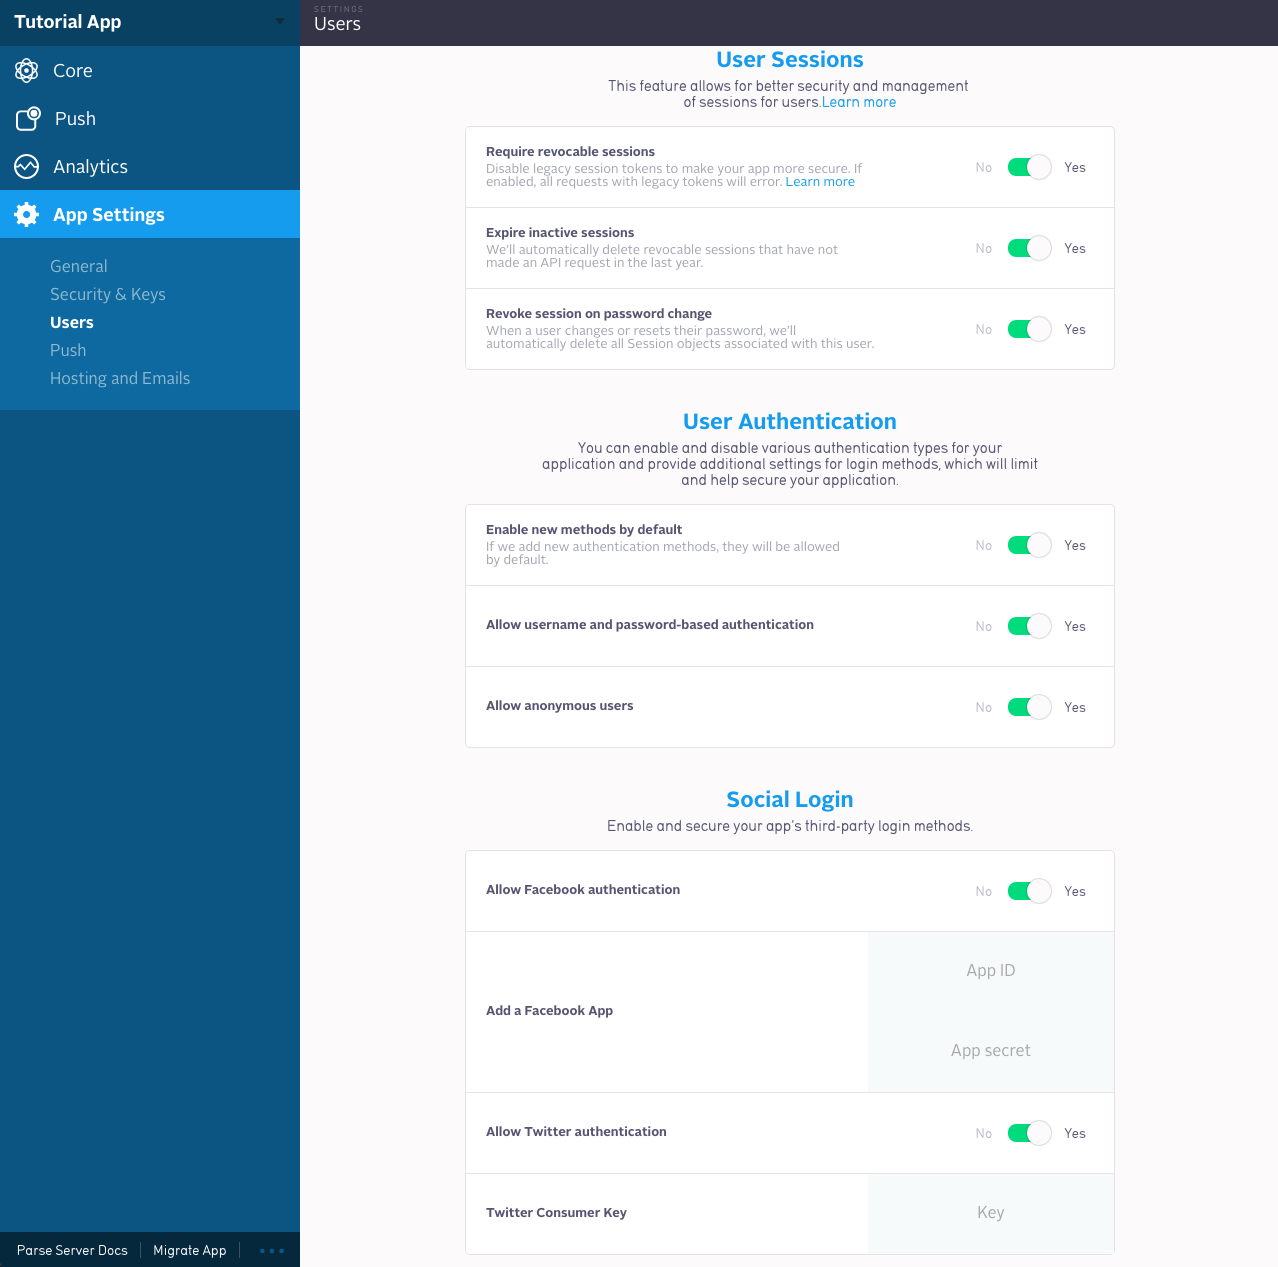 Tutorial App
SETTINGS
Users
Core
Push
Analytics
App Settings
General
Security & Keys
Users
Push
Hosting and Emails
Parse Server Docs
Migrate App
User Sessions
This feature allows for better security and management
of sessions for users.Learn more
Require revocable sessions
Disable legacy session tokens to make your app more secure. If
enabled, all requests with legacy tokens will error. Learn more
No Yes
Expire inactive sessions
We'll automatically delete revocable sessions that have not
made an API request in the last year.
No Yes
Revoke session on password change
When a user changes or resets their password, we'll
automatically delete all Session objects associated with this user.
No Yes
User Authentication
You can enable and disable various authentication types for your
application and provide additional settings for login methods, which will limit
and help secure your application.
Enable new methods by default
If we add new authentication methods, they will be allowed
by default.
No Yes
Allow username and password-based authentication
No Yes
Allow anonymous users
No Yes
Social Login
Enable and secure your app's third-party login methods.
Allow Facebook authentication
No Yes
Add a Facebook App
App ID
App secret
Allow Twitter authentication
No Yes
Twitter Consumer Key
Key